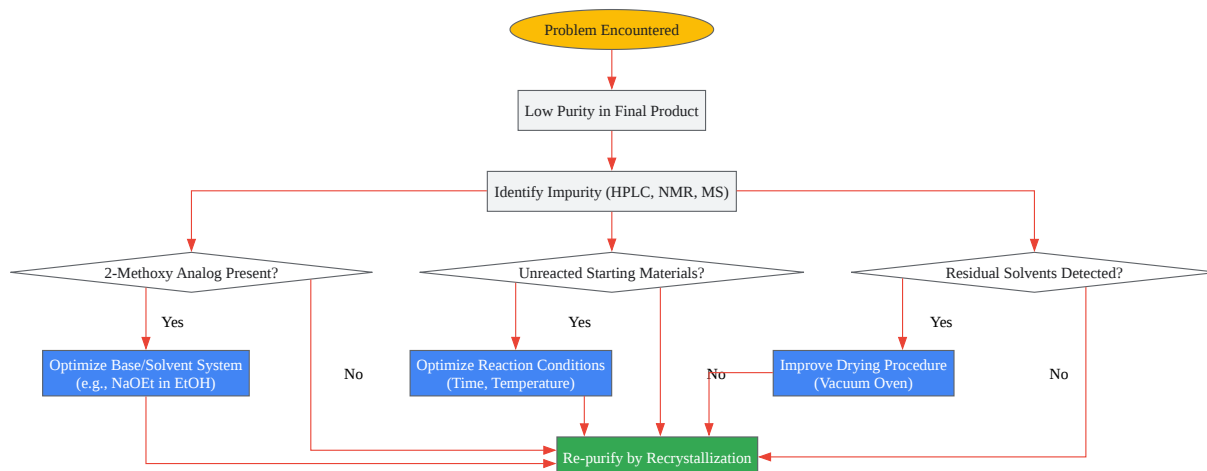 Problem Encountered
Low Purity in Final Product
Identify Impurity (HPLC, NMR, MS)
2-Methoxy Analog Present?
Unreacted Starting Materials?
Residual Solvents Detected?
Yes
Yes
Yes
Optimize Base/Solvent System
(e.g., NaOEt in EtOH)
No
Optimize Reaction Conditions
(Time, Temperature)
No
Improve Drying Procedure
(Vacuum Oven)
No
Re-purify by Recrystallization